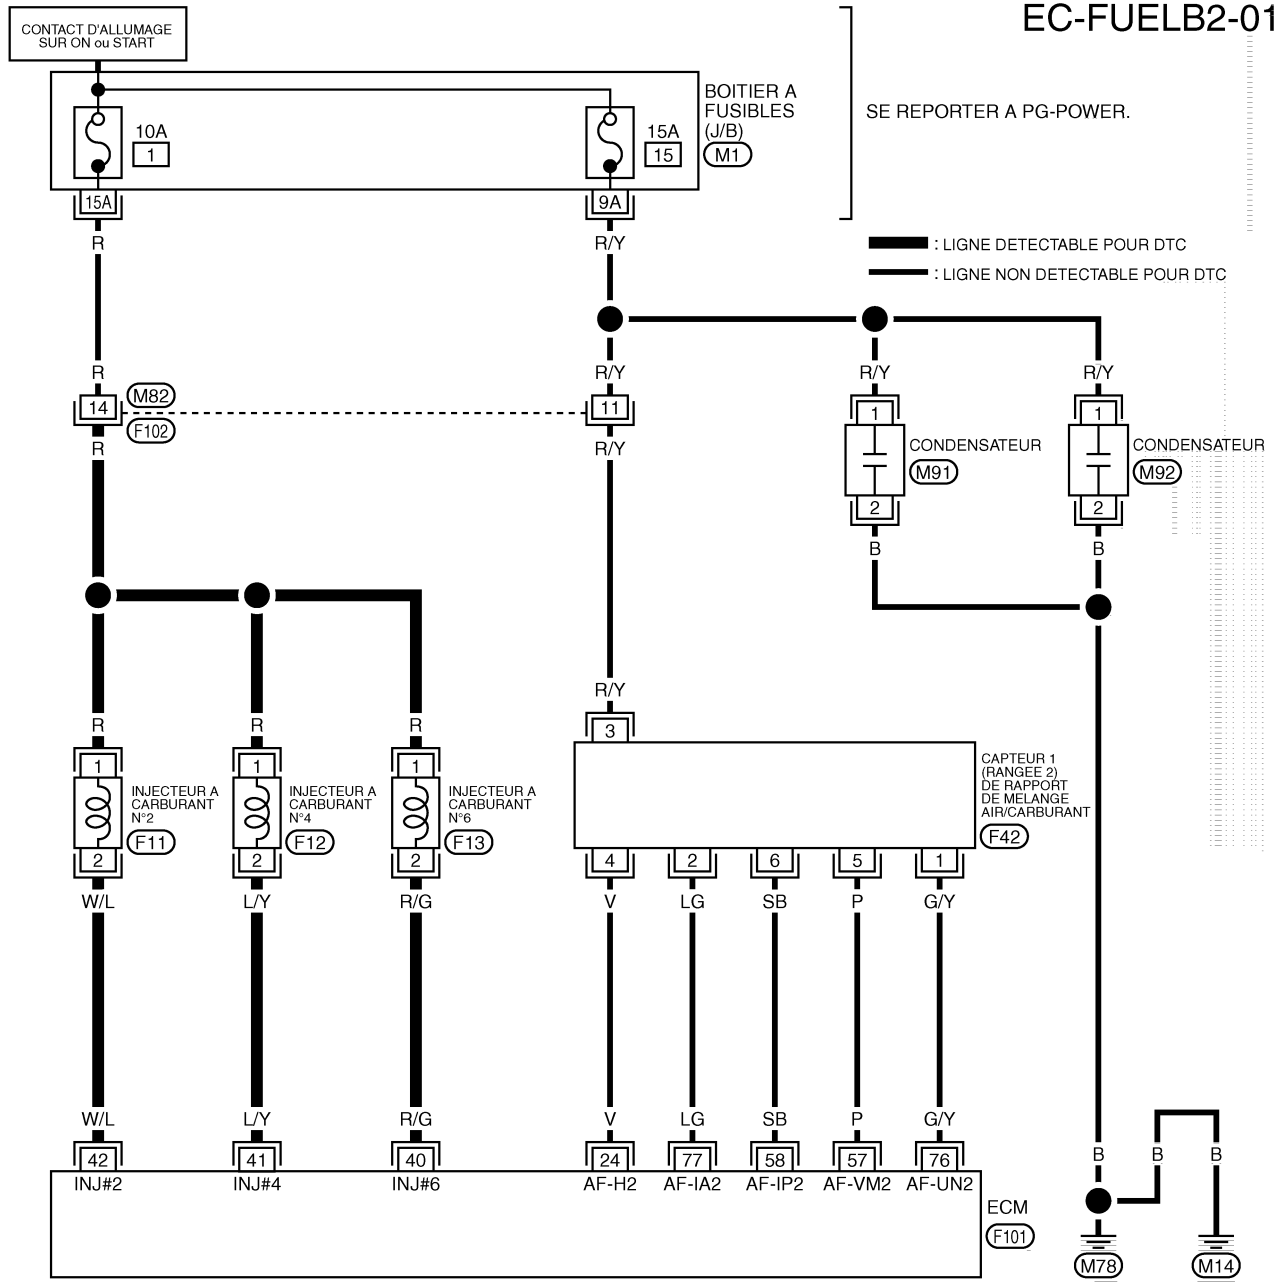 EC-FUELB2-01
CONTACT D'ALLUMAGE
SUR ON ou START
BOITIER A
FUSIBLES
(J/B)
M1
10A
1
15A
15
SE REPORTER A PG-POWER.
15A
9A
R
R/Y
: LIGNE DETECTABLE POUR DTC
: LIGNE NON DETECTABLE POUR DTC
R
R/Y
R/Y
R/Y
14
M82
F102
11
1
1
R
R/Y
CONDENSATEUR
M91
CONDENSATEUR
M92
2
2
B
B
R/Y
3
R
R
R
1
1
1
INJECTEUR A
CARBURANT
N°2
F11
INJECTEUR A
CARBURANT
N°4
F12
INJECTEUR A
CARBURANT
N°6
F13
CAPTEUR 1
(RANGEE 2)
DE RAPPORT
DE MELANGE
AIR/CARBURANT
F42
2
2
2
4
2
6
5
1
W/L
L/Y
R/G
V
LG
SB
P
G/Y
W/L
L/Y
R/G
V
LG
SB
P
G/Y
B
B
B
42
41
40
24
77
58
57
76
INJ#2
INJ#4
INJ#6
AF-H2
AF-IA2
AF-IP2
AF-VM2
AF-UN2
ECM
F101
M78
M14